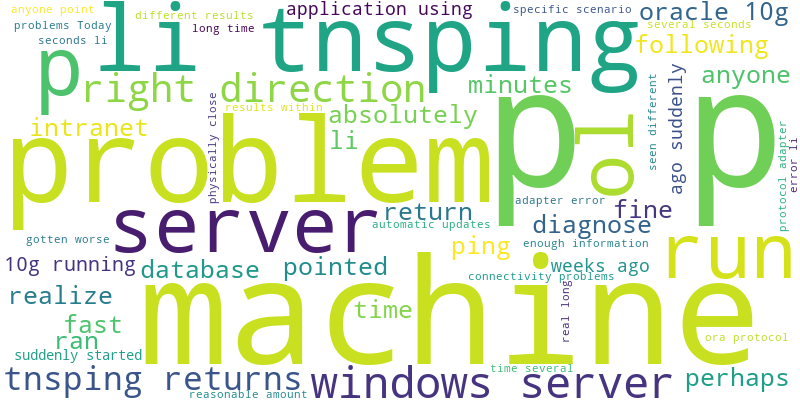 anyone point
problems Today
seconds li
li
different results
long time
tnsping
application using
specific scenario
oracle 10g
several seconds
following
p
right direction
results within
minutes
anyone
intranet
absolutely
li
physically close
problem
p
ol
seen different
ago suddenly
p
protocol adapter
error li
server
return
automatic updates
adapter error
fine
diagnose
gotten worse
ping
enough information
run
10g running
database
pointed
connectivity problems
weeks ago
realize
machine
time
real long
fast
ran
ora protocol
suddenly started
tnsping returns
reasonable amount
windows server
time several
perhaps